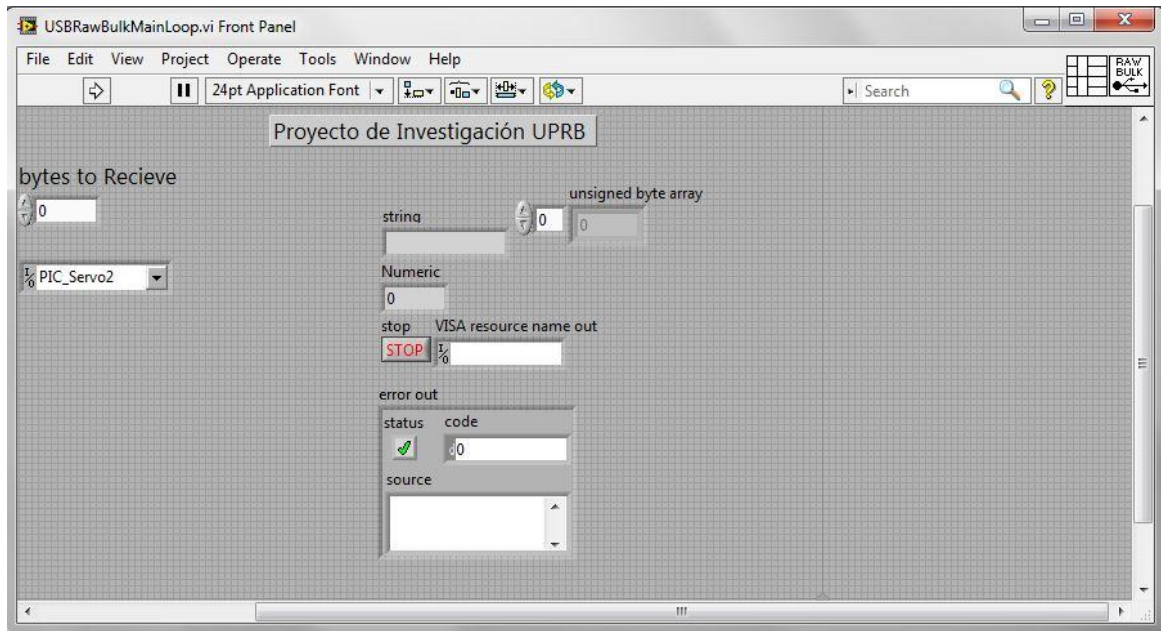 USBRawBulkMainLoop.vi Front Panel
File Edit View Project Operate Tools Window Help
24pt Application Font
Search
RAW
BULK
Proyecto de Investigación UPRB
bytes to Recieve
0
unsigned byte array
string
0
0
PIC_Servo2
Numeric
0
stop VISA resource name out
STOP
error out
status code
d0
source